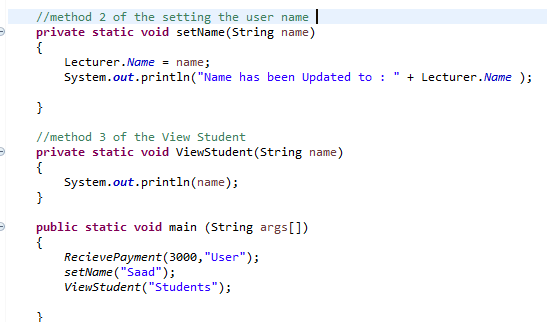 //method 2 of the setting the user name
private static void setName(String name)
{
Lecturer.Name = name;
System.out.println("Name has been Updated to : " + Lecturer.Name );
}
//method 3 of the View Student
private static void ViewStudent(String name)
{
System.out.println(name);
}
public static void main (String args[])
{
RecievePayment(3000,"User");
setName("Saad");
ViewStudent("Students");
}